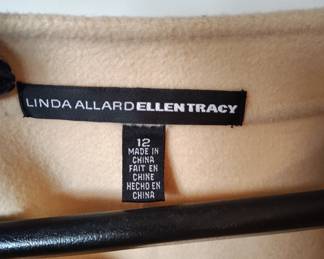 LINDA ALLARD ELLEN TRACY
12
MADE IN
CHINA
FAIT EN
CHINE
HECHO EN
CHINA